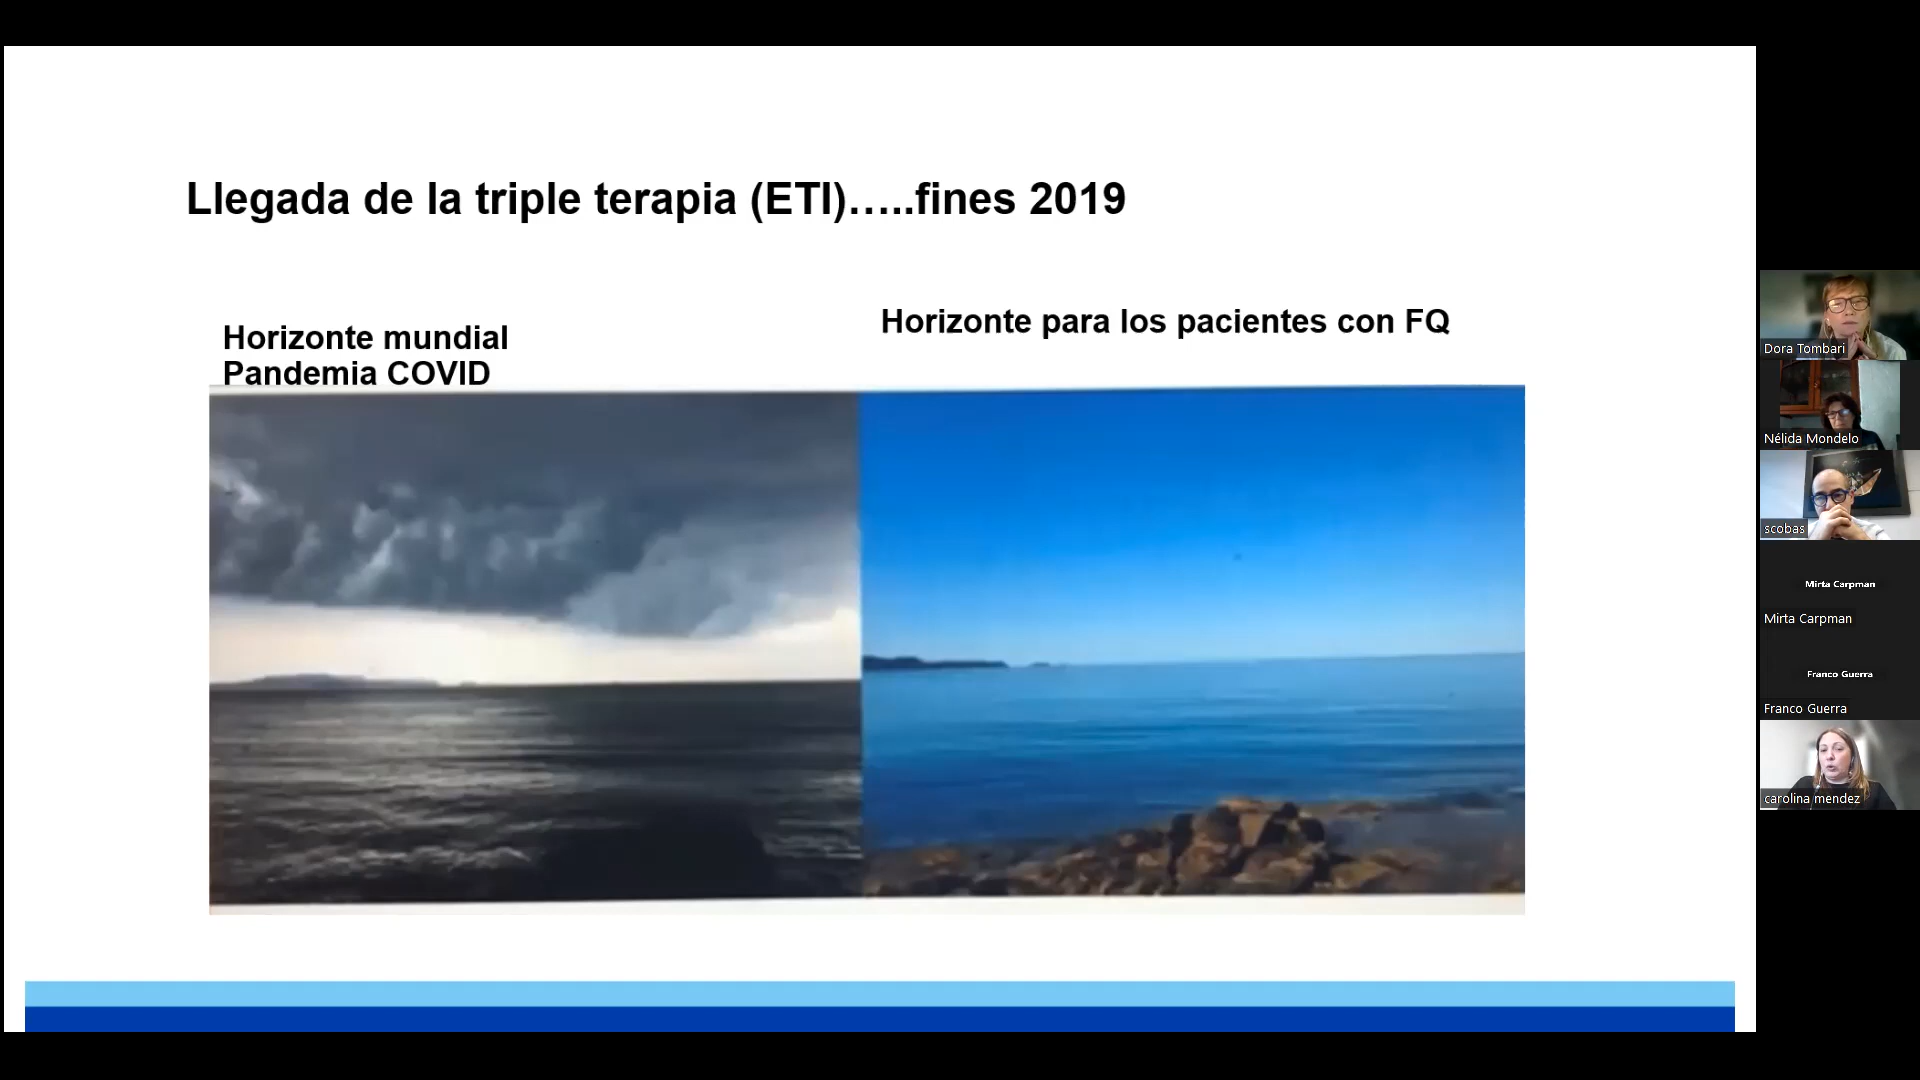 Llegada de la triple terapia (ETI)…..fines 2019
Horizonte mundial
Pandemia COVID
Horizonte para los pacientes con FQ
Dora Tombari
Nélida Mondelo
scobas
Mirta Carpman
Mirta Carpman
Franco Guerra
Franco Guerra
carolina mendez